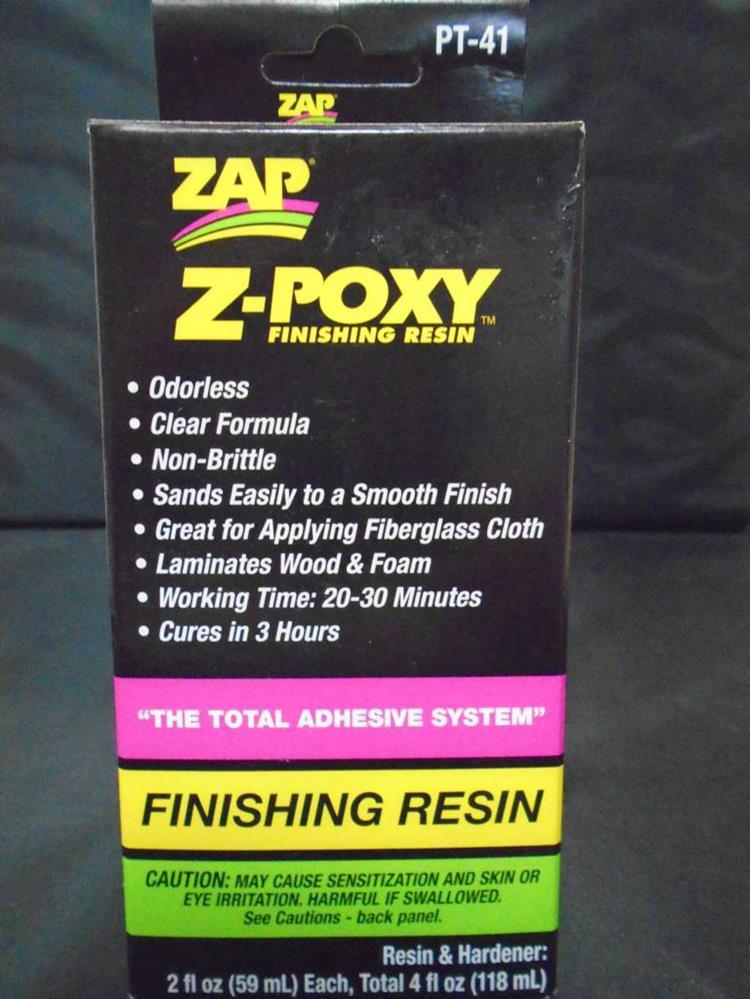 PT-41
ZAP
ZAP®
Z-POXY™
FINISHING RESIN
• Odorless
• Clear Formula
• Non-Brittle
• Sands Easily to a Smooth Finish
• Great for Applying Fiberglass Cloth
• Laminates Wood & Foam
• Working Time: 20-30 Minutes
• Cures in 3 Hours
“THE TOTAL ADHESIVE SYSTEM”
FINISHING RESIN
CAUTION: MAY CAUSE SENSITIZATION AND SKIN OR
EYE IRRITATION. HARMFUL IF SWALLOWED.
See Cautions - back panel.
Resin & Hardener:
2 fl oz (59 mL) Each, Total 4 fl oz (118 mL)